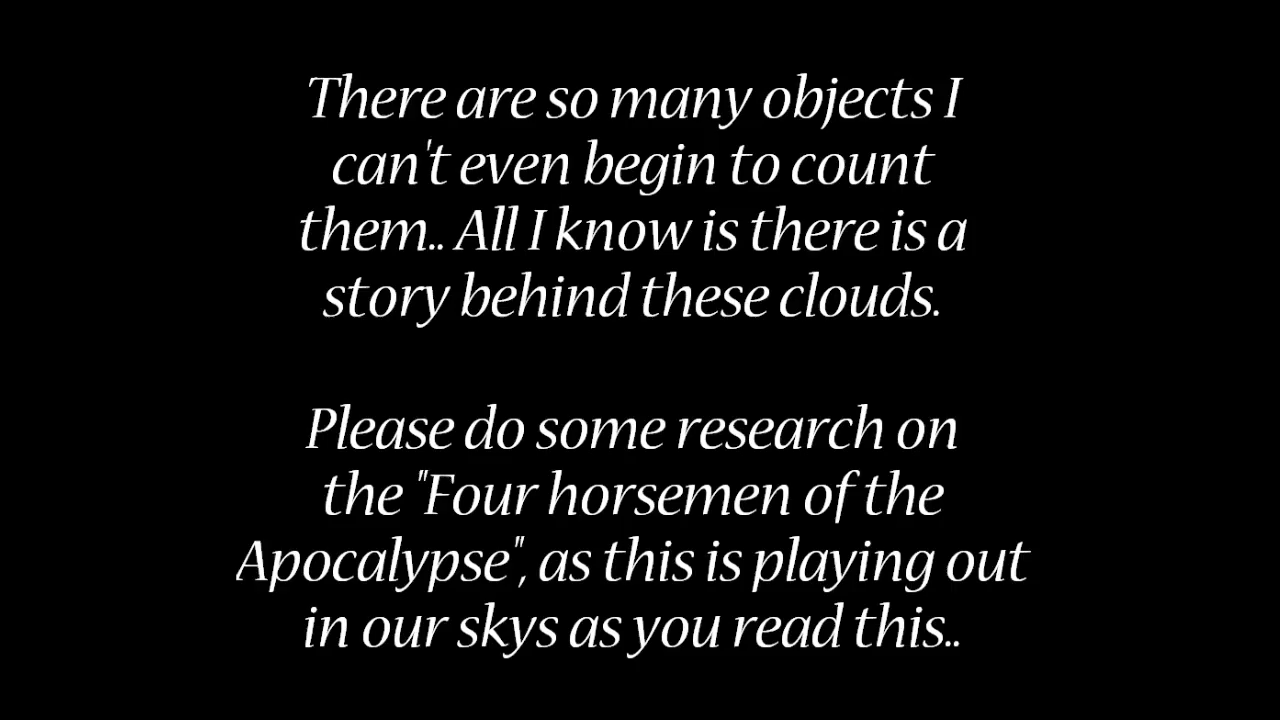 There are so many objects I
can't even begin to count
them.. All I know is there is a
story behind these clouds.
Please do some research on
the "Four horsemen of the
Apocalypse", as this is playing out
in our skys as you read this..